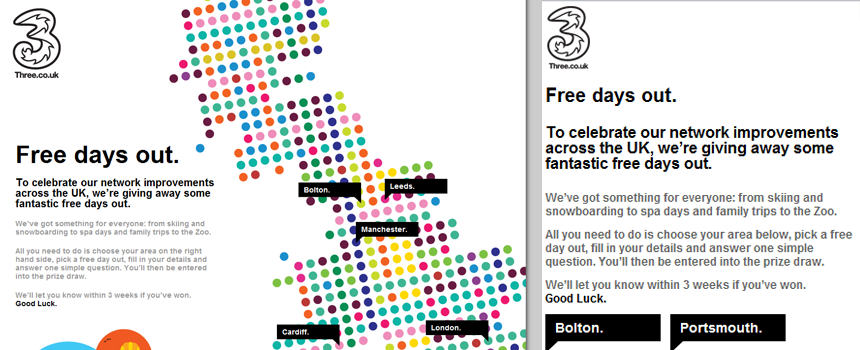 Three.co.uk
Free days out.
To celebrate our network improvements
across the UK, we're giving away some
fantastic free days out.
We've got something for everyone: from skiing and
snowboarding to spa days and family trips to the Zoo.
All you need to do is choose your area on the right
hand side, pick a free day out, fill in your details and
answer one simple question. You'll then be entered
into the prize draw.
We'll let you know within 3 weeks if you've won.
Good Luck.
Bolton.
Leeds.
Manchester.
Cardiff.
London.
Three.co.uk
Free days out.
To celebrate our network improvements
across the UK, we're giving away some
fantastic free days out.
We've got something for everyone: from skiing and
snowboarding to spa days and family trips to the Zoo.
All you need to do is choose your area below, pick a free
day out, fill in your details and answer one simple
question. You'll then be entered into the prize draw.
We'll let you know within 3 weeks if you've won.
Good Luck.
Bolton.
Portsmouth.